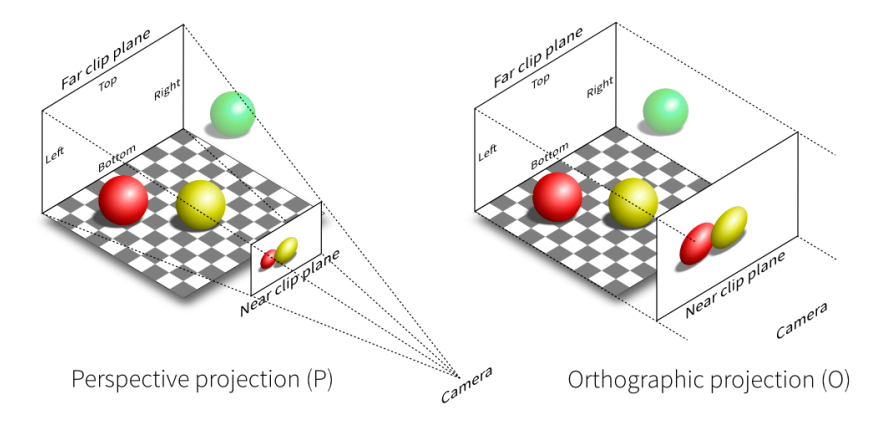 Far clip plane
Top
Right
Left
Bottom
Near clip plane
Camera
Perspective projection (P)
Far clip plane
Top
Right
Left
Bottom
Near clip plane
Camera
Orthographic projection (O)